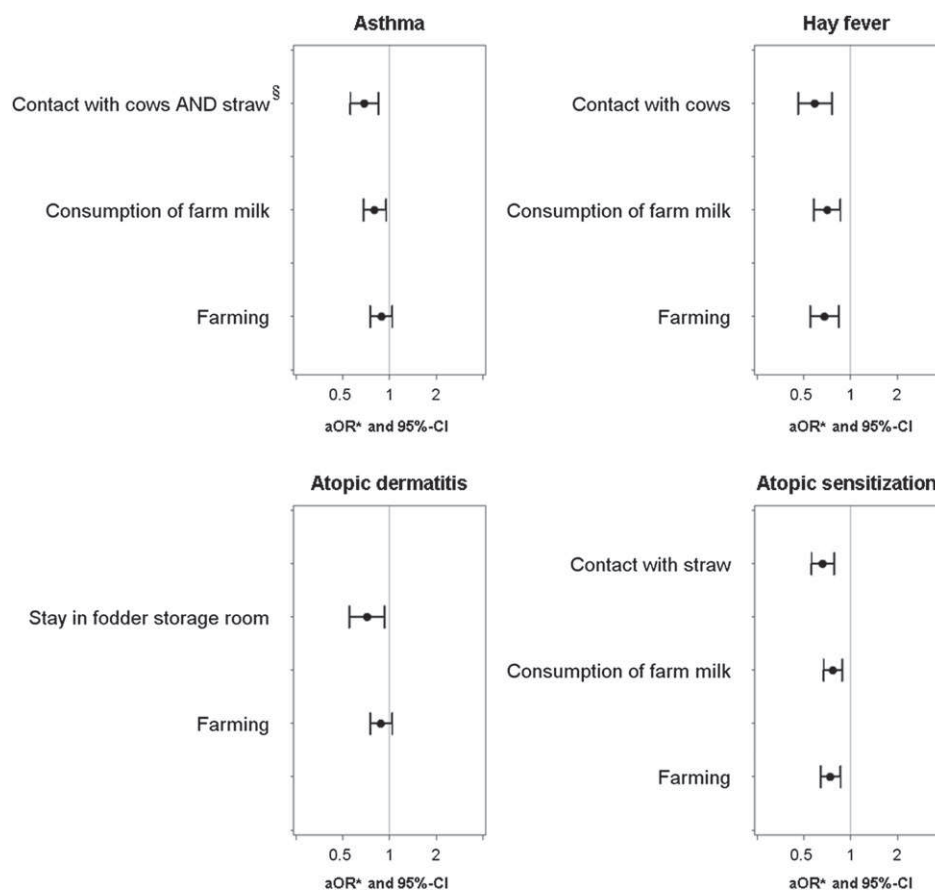 Asthma
Contact with cows AND straw§
Consumption of farm milk
Farming
0.5 1 2
aOR* and 95%-CI
Hay fever
Contact with cows
Consumption of farm milk
Farming
0.5 1 2
aOR* and 95%-CI
Atopic dermatitis
Stay in fodder storage room
Farming
0.5 1 2
aOR* and 95%-CI
Atopic sensitization
Contact with straw
Consumption of farm milk
Farming
0.5 1 2
aOR* and 95%-CI